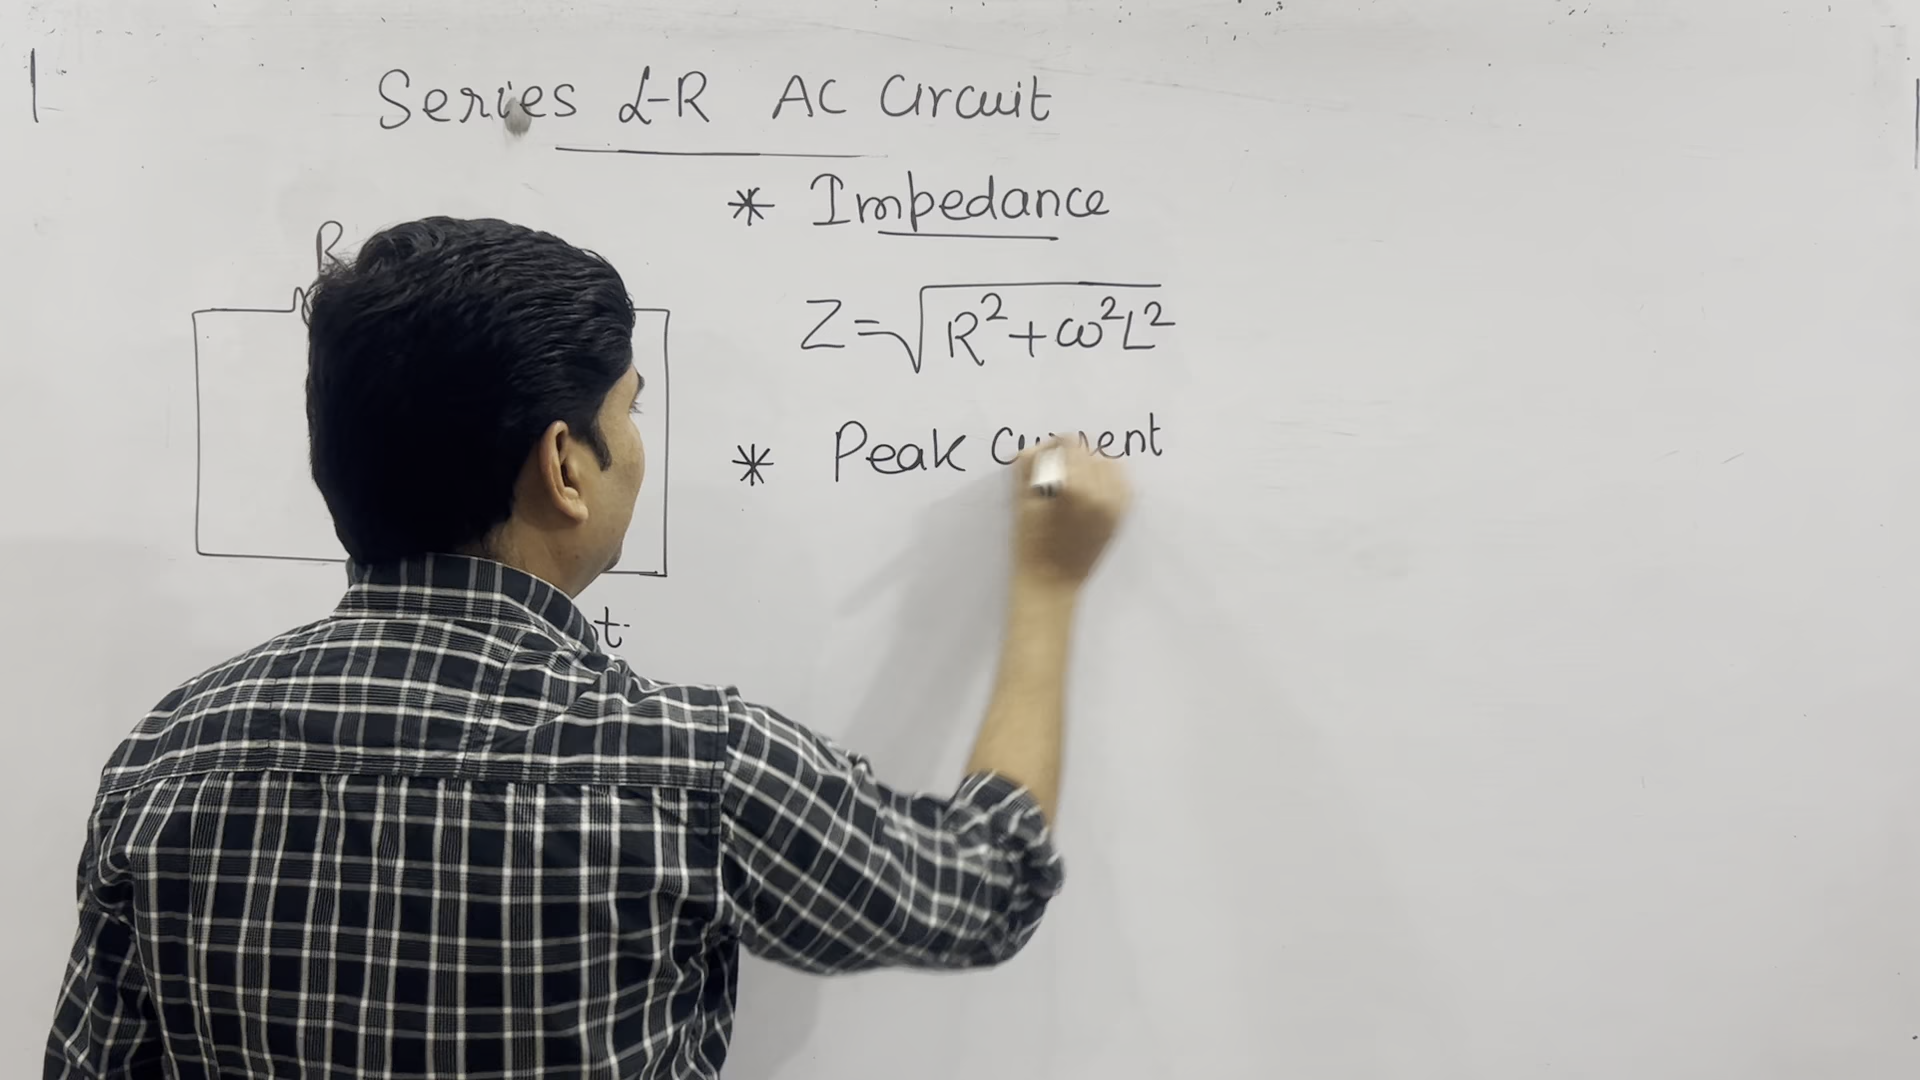 Series L-R AC Circuit
* Impedance
R
Z=√R²+ω²L²
* Peak Current
t